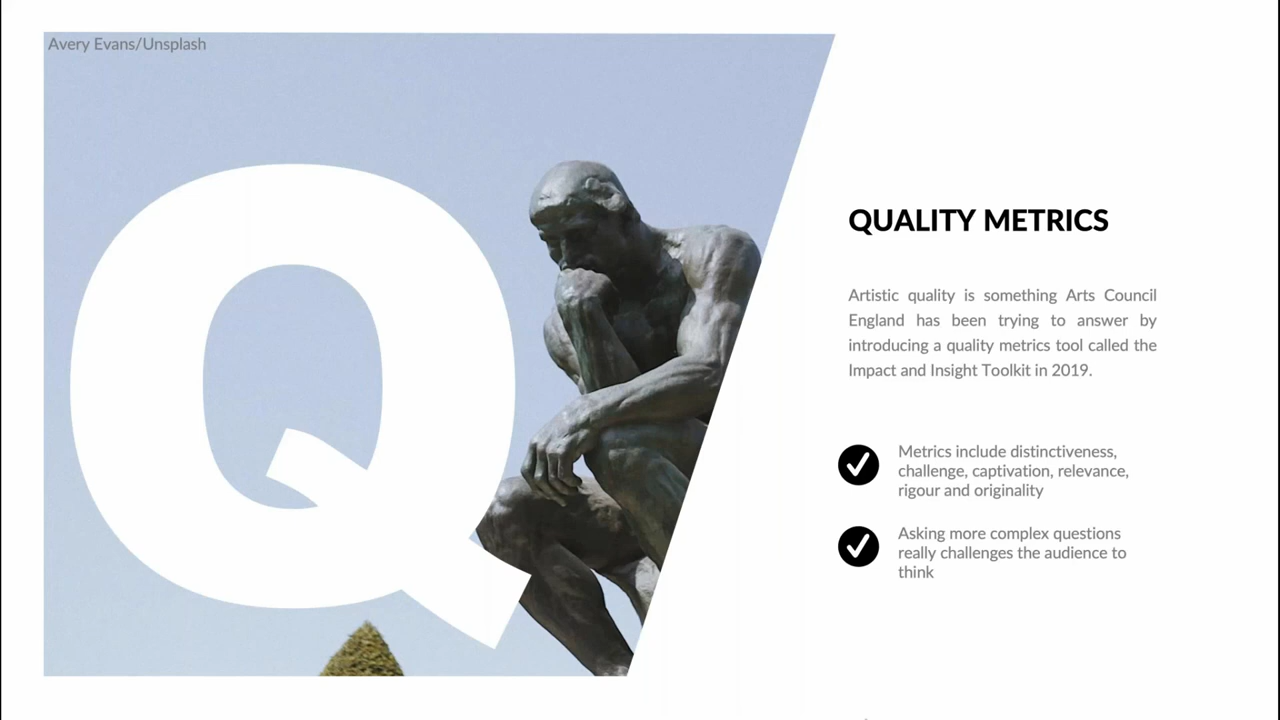 Avery Evans/Unsplash
Q
QUALITY METRICS
Artistic quality is something Arts Council
England has been trying to answer by
introducing a quality metrics tool called the
Impact and Insight Toolkit in 2019.
Metrics include distinctiveness,
challenge, captivation, relevance,
rigour and originality
Asking more complex questions
really challenges the audience to
think